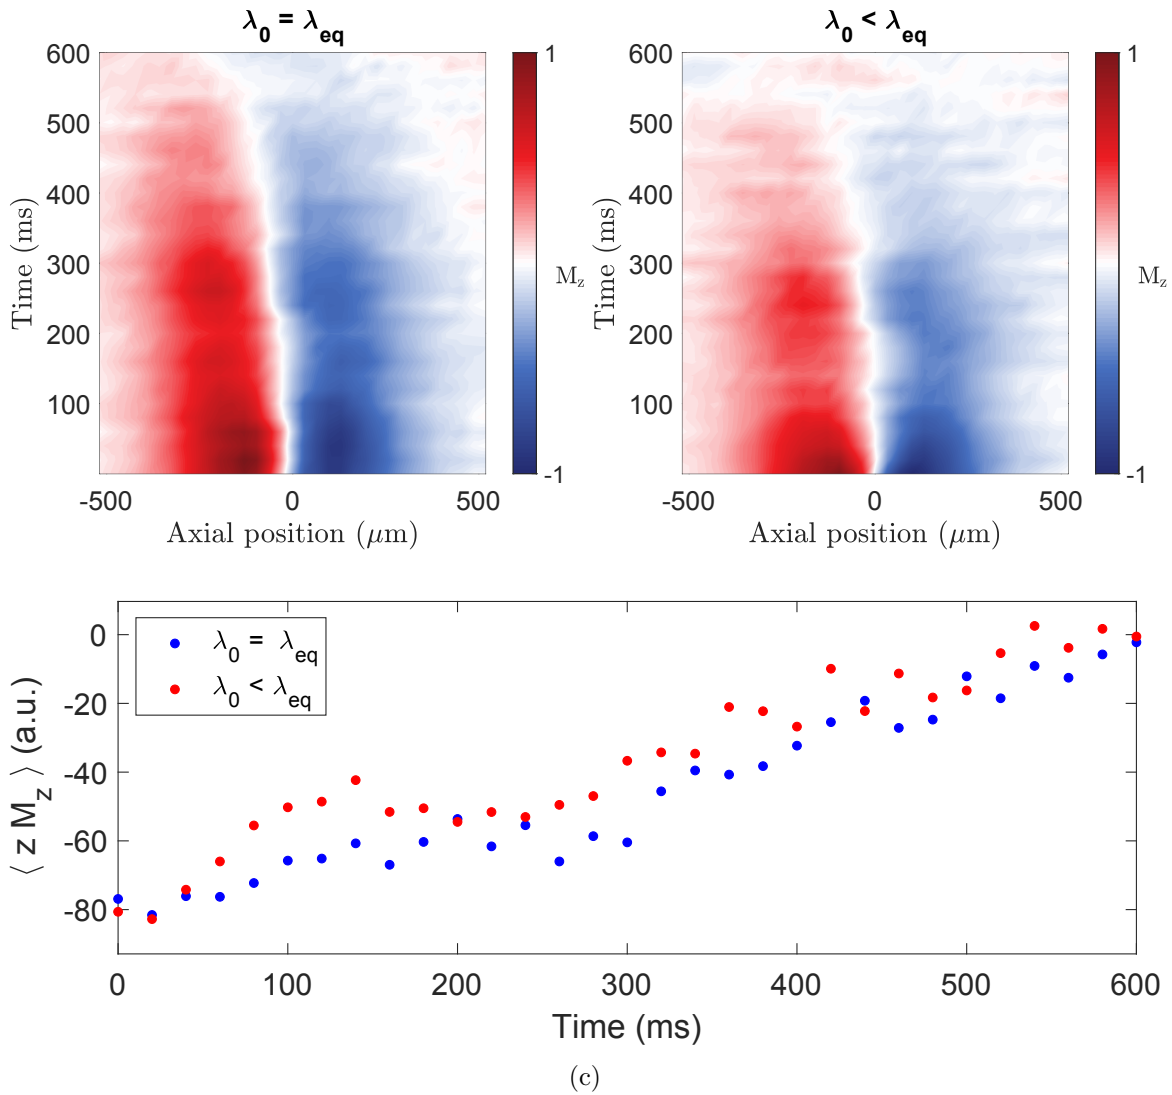 λ0 = λeq
λ0 < λeq
600
500
400
300
200
100
Time (ms)
-500
0
500
Axial position (μm)
1
Mz
-1
600
500
400
300
200
100
Time (ms)
-500
0
500
Axial position (μm)
1
Mz
-1
0
-20
-40
-60
-80
⟨ z Mz ⟩ (a.u.)
λ0 = λeq
λ0 < λeq
0
100
200
300
400
500
600
Time (ms)
(c)